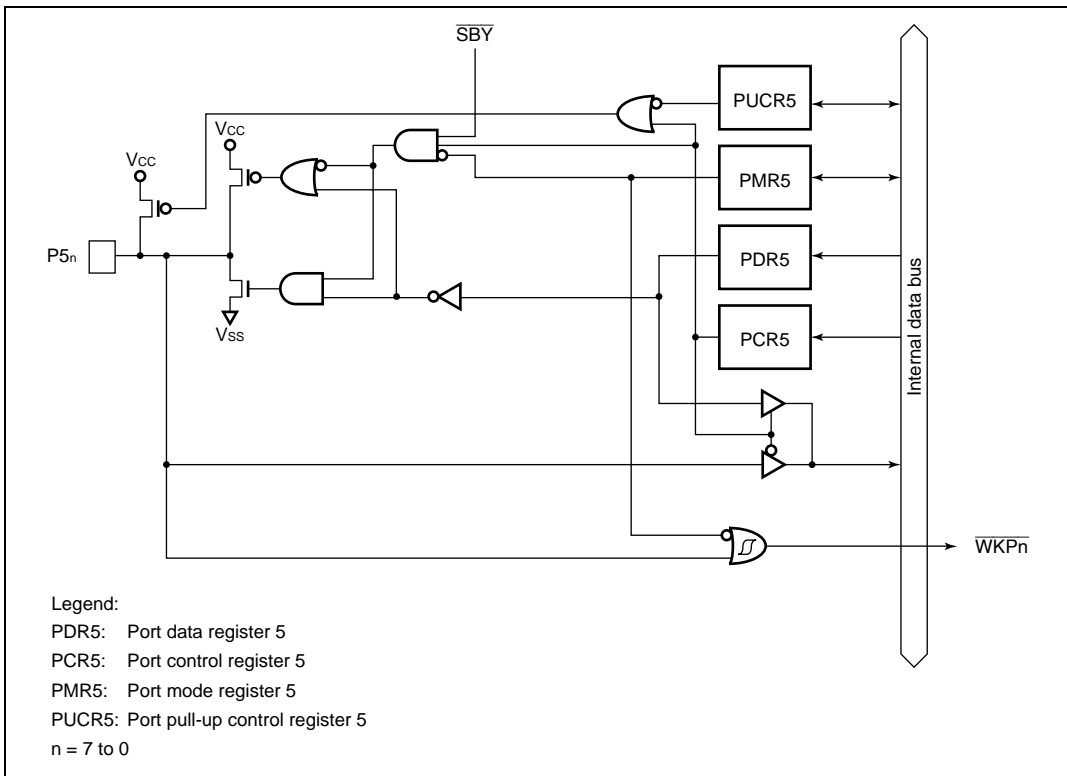 SBY
PUCR5
VCC
VCC
PMR5
P5n
PDR5
VSS
PCR5
Internal data bus
WKPn
Legend:
PDR5: Port data register 5
PCR5: Port control register 5
PMR5: Port mode register 5
PUCR5: Port pull-up control register 5
n = 7 to 0